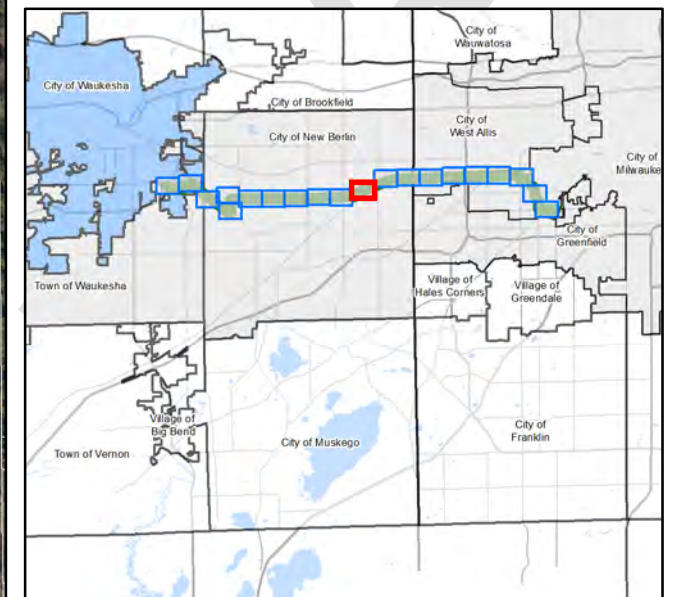 City of
Wauwatosa
City of Waukesha
City of Brookfield
City of New Berlin
City of
West Allis
City of
Milwauke
City of
Greenfield
Town of Waukesha
Village of
Hales Corners
Village of
Greendale
Village of
Big Bend
Town of Vernon
City of Muskego
City of
Franklin